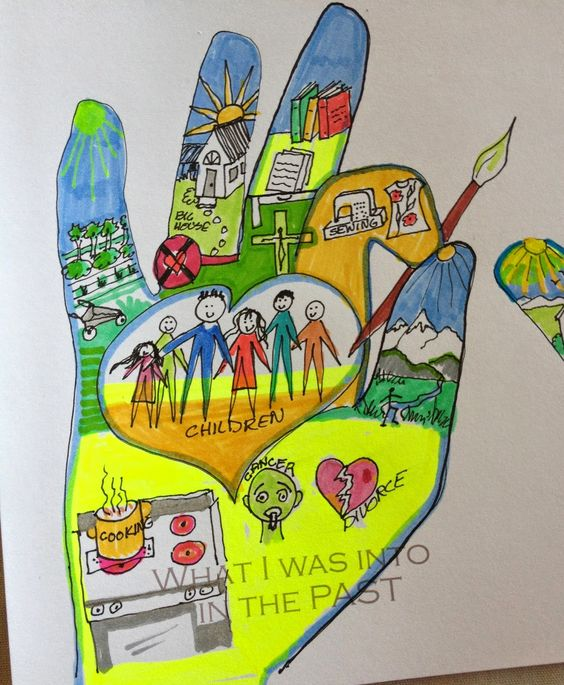 BIG
HOUSE
SEWING
CHILDREN
CANCER
DIVORCE
COOKING
WHAT I WAS INTO
IN THE PAST